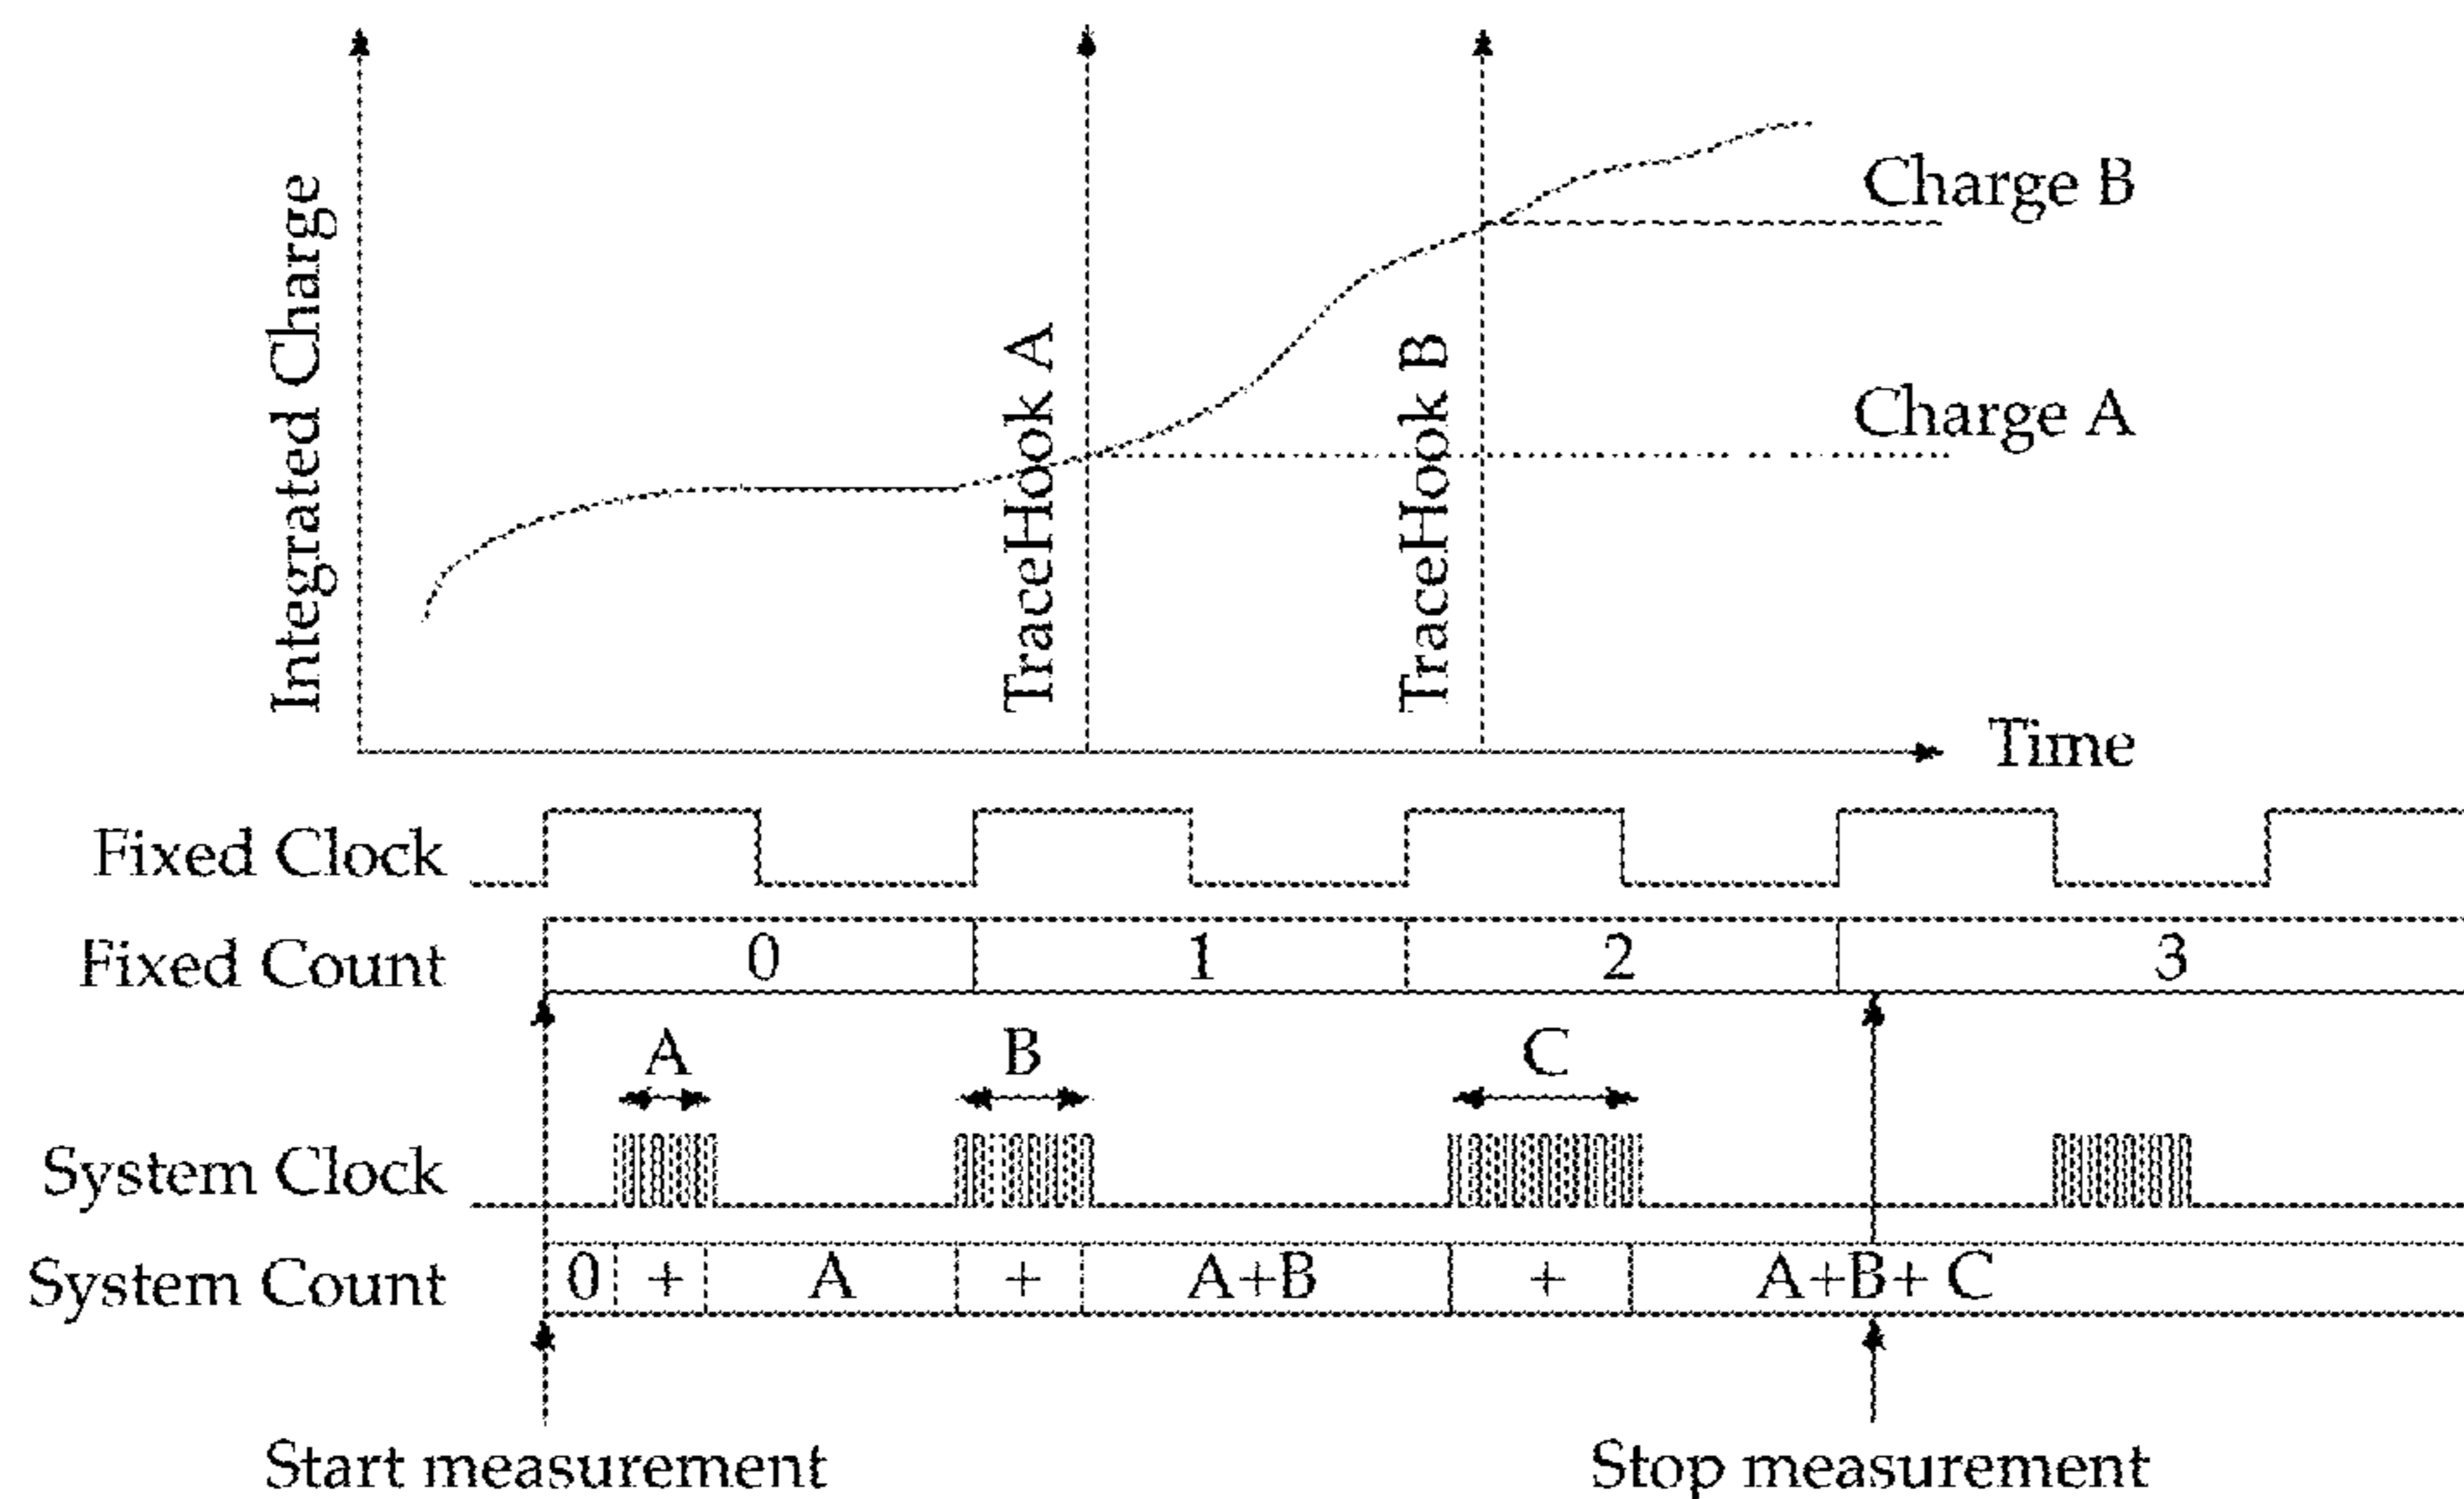 Integrated Charge
TraceHook A
TraceHook B
Charge B
Charge A
Time
Fixed Clock
Fixed Count 0 1 2 3
A B C
System Clock
System Count 0 + A + A+B + A+B+ C
Start measurement Stop measurement